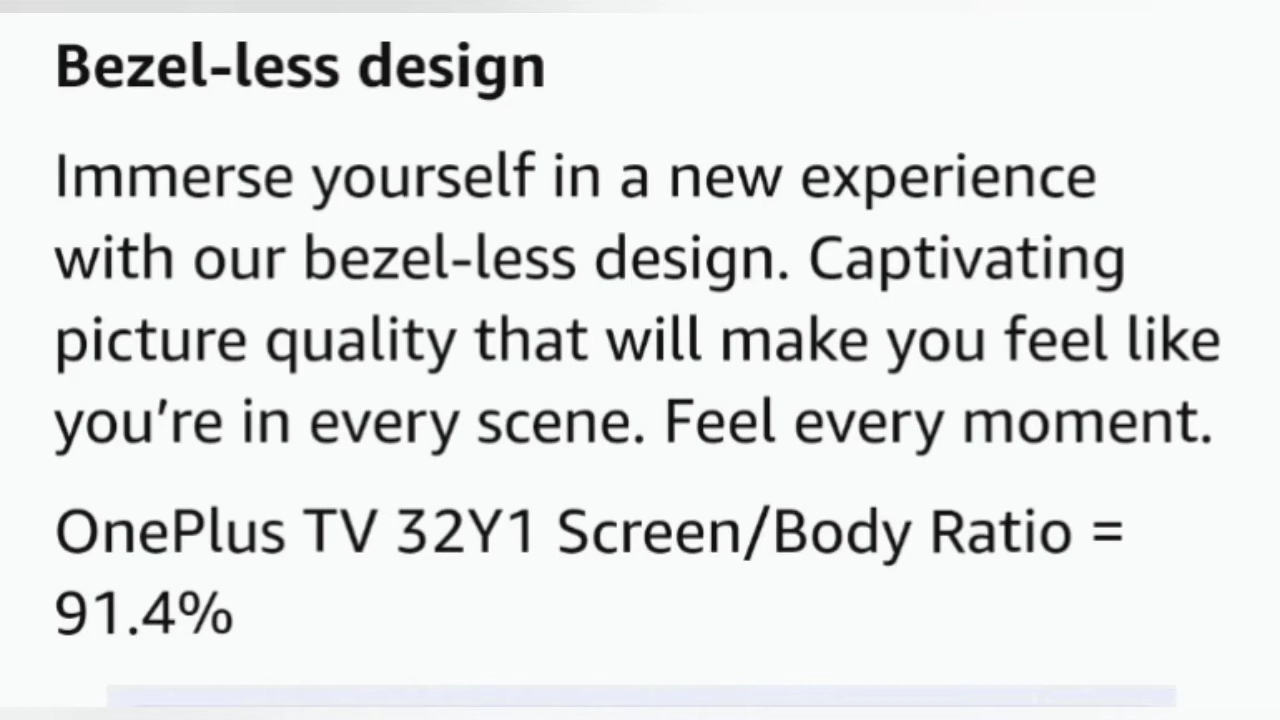 Bezel-less design
Immerse yourself in a new experience
with our bezel-less design. Captivating
picture quality that will make you feel like
you’re in every scene. Feel every moment.
OnePlus TV 32Y1 Screen/Body Ratio =
91.4%